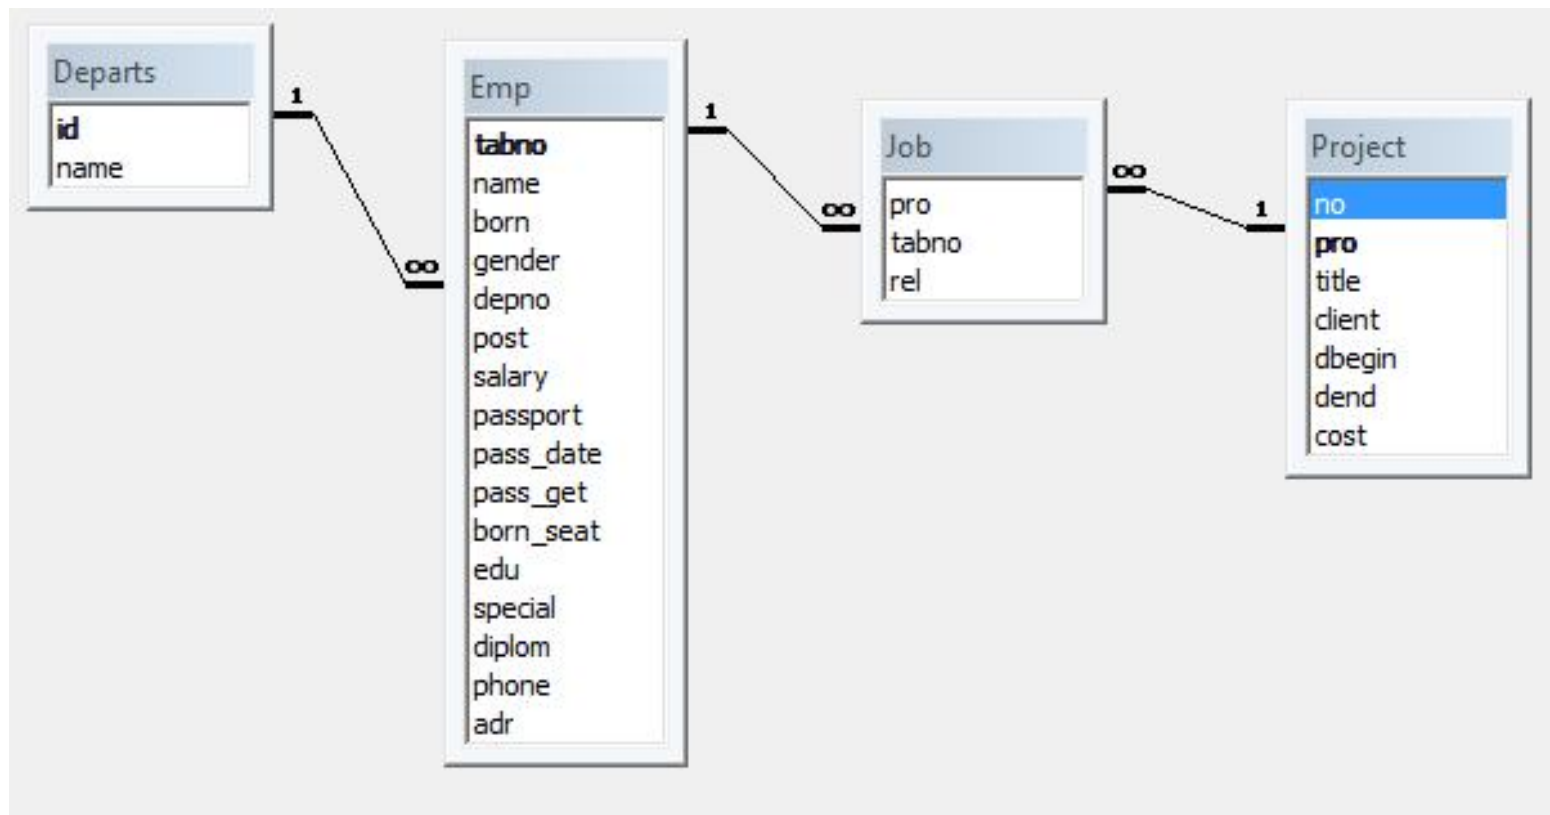 Departs
id
name
1
∞
Emp
tabno
name
born
gender
depno
post
salary
passport
pass_date
pass_get
born_seat
edu
special
diplom
phone
adr
1
∞
Job
pro
tabno
rel
∞
1
Project
no
pro
title
client
dbegin
dend
cost